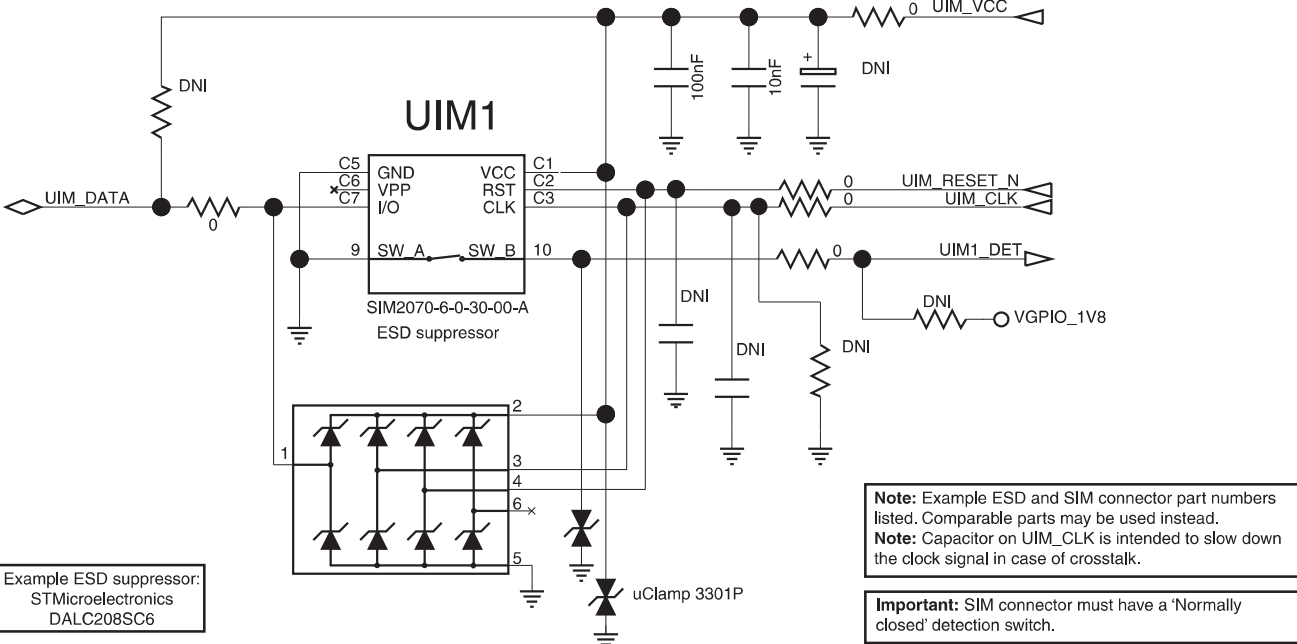 0 UIM_VCC
DNI
100nF
10nF
+
DNI
UIM1
C5 GND VCC C1
C6 VPP RST C2
C7 I/O CLK C3
UIM_DATA
0
0 UIM_RESET_N
0 UIM_CLK
9 SW_A SW_B 10
0 UIM1_DET
SIM2070-6-0-30-00-A
ESD suppressor
DNI
DNI
DNI
DNI
VGPIO_1V8
1
2
3
4
6
5
uClamp 3301P
Example ESD suppressor:
STMicroelectronics
DALC208SC6
Note: Example ESD and SIM connector part numbers
listed. Comparable parts may be used instead.
Note: Capacitor on UIM_CLK is intended to slow down
the clock signal in case of crosstalk.
Important: SIM connector must have a ‘Normally
closed’ detection switch.